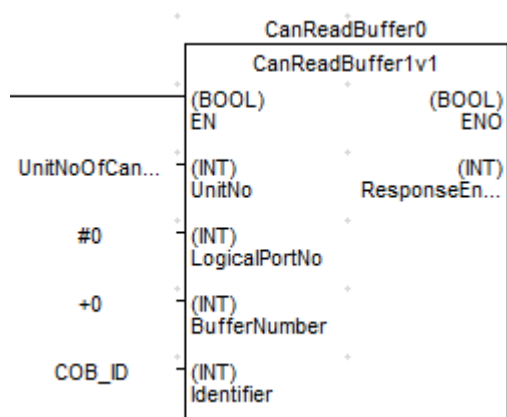 CanReadBuffer0
CanReadBuffer1v1
(BOOL) (BOOL)
EN ENO
UnitNoOfCan... (INT) (INT)
UnitNo ResponseEn...
#0 (INT)
LogicalPortNo
+0 (INT)
BufferNumber
COB_ID (INT)
Identifier